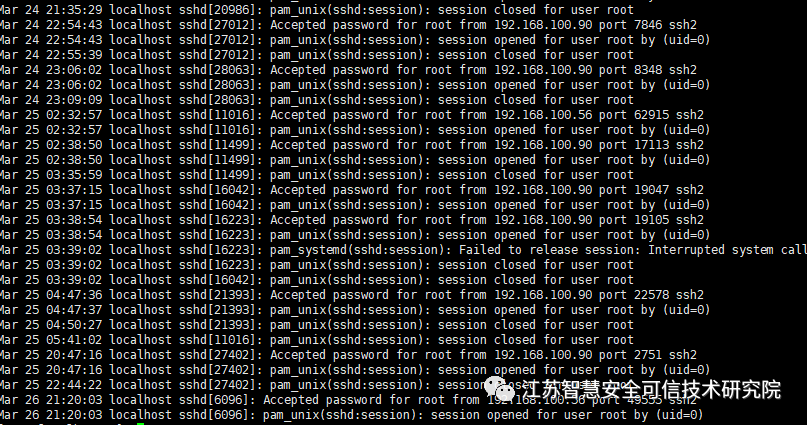 Mar 24 21:35:29 localhost sshd[20986]: pam_unix(sshd:session): session closed for user root
Mar 24 22:54:43 localhost sshd[27012]: Accepted password for root from 192.168.100.90 port 7846 ssh2
Mar 24 22:54:43 localhost sshd[27012]: pam_unix(sshd:session): session opened for user root by (uid=0)
Mar 24 22:55:39 localhost sshd[27012]: pam_unix(sshd:session): session closed for user root
Mar 24 23:06:02 localhost sshd[28063]: Accepted password for root from 192.168.100.90 port 8348 ssh2
Mar 24 23:06:02 localhost sshd[28063]: pam_unix(sshd:session): session opened for user root by (uid=0)
Mar 24 23:09:09 localhost sshd[28063]: pam_unix(sshd:session): session closed for user root
Mar 25 02:32:57 localhost sshd[11016]: Accepted password for root from 192.168.100.56 port 62915 ssh2
Mar 25 02:32:57 localhost sshd[11016]: pam_unix(sshd:session): session opened for user root by (uid=0)
Mar 25 02:38:50 localhost sshd[11499]: Accepted password for root from 192.168.100.90 port 17113 ssh2
Mar 25 02:38:50 localhost sshd[11499]: pam_unix(sshd:session): session opened for user root by (uid=0)
Mar 25 03:35:59 localhost sshd[11499]: pam_unix(sshd:session): session closed for user root
Mar 25 03:37:15 localhost sshd[16042]: Accepted password for root from 192.168.100.90 port 19047 ssh2
Mar 25 03:37:15 localhost sshd[16042]: pam_unix(sshd:session): session opened for user root by (uid=0)
Mar 25 03:38:54 localhost sshd[16223]: Accepted password for root from 192.168.100.90 port 19105 ssh2
Mar 25 03:38:54 localhost sshd[16223]: pam_unix(sshd:session): session opened for user root by (uid=0)
Mar 25 03:39:02 localhost sshd[16223]: pam_systemd(sshd:session): Failed to release session: Interrupted system call
Mar 25 03:39:02 localhost sshd[16223]: pam_unix(sshd:session): session closed for user root
Mar 25 03:39:02 localhost sshd[16042]: pam_unix(sshd:session): session closed for user root
Mar 25 04:47:36 localhost sshd[21393]: Accepted password for root from 192.168.100.90 port 22578 ssh2
Mar 25 04:47:37 localhost sshd[21393]: pam_unix(sshd:session): session opened for user root by (uid=0)
Mar 25 04:50:27 localhost sshd[21393]: pam_unix(sshd:session): session closed for user root
Mar 25 05:41:02 localhost sshd[11016]: pam_unix(sshd:session): session closed for user root
Mar 25 20:47:16 localhost sshd[27402]: Accepted password for root from 192.168.100.90 port 2751 ssh2
Mar 25 20:47:16 localhost sshd[27402]: pam_unix(sshd:session): session opened for user root by (uid=0)
Mar 25 22:44:22 localhost sshd[27402]: pam_unix(sshd:session):
江苏智慧安全可信技术研究院
Mar 26 21:20:03 localhost sshd[6096]: Accepted password for root from port ssh2
Mar 26 21:20:03 localhost sshd[6096]: pam_unix(sshd:session): session opened for user root by (uid=0)